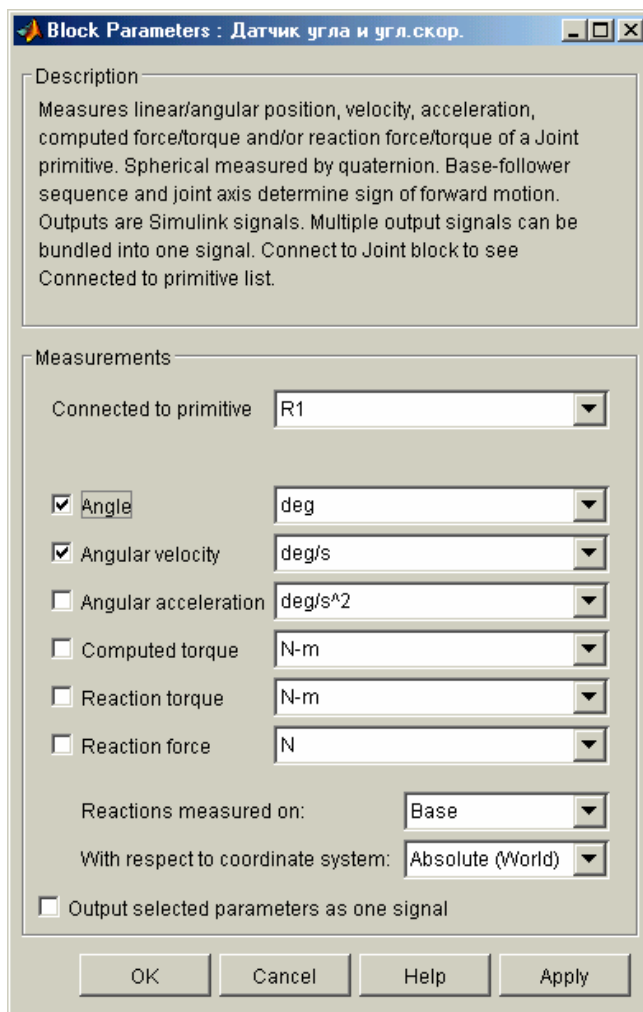 Block Parameters : Датчик угла и угл.скор.
Description
Measures linear/angular position, velocity, acceleration,
computed force/torque and/or reaction force/torque of a Joint
primitive. Spherical measured by quaternion. Base-follower
sequence and joint axis determine sign of forward motion.
Outputs are Simulink signals. Multiple output signals can be
bundled into one signal. Connect to Joint block to see
Connected to primitive list.
Measurements
Connected to primitive R1
Angle deg
Angular velocity deg/s
Angular acceleration deg/s^2
Computed torque N-m
Reaction torque N-m
Reaction force N
Reactions measured on: Base
With respect to coordinate system: Absolute (World)
Output selected parameters as one signal
OK Cancel Help Apply